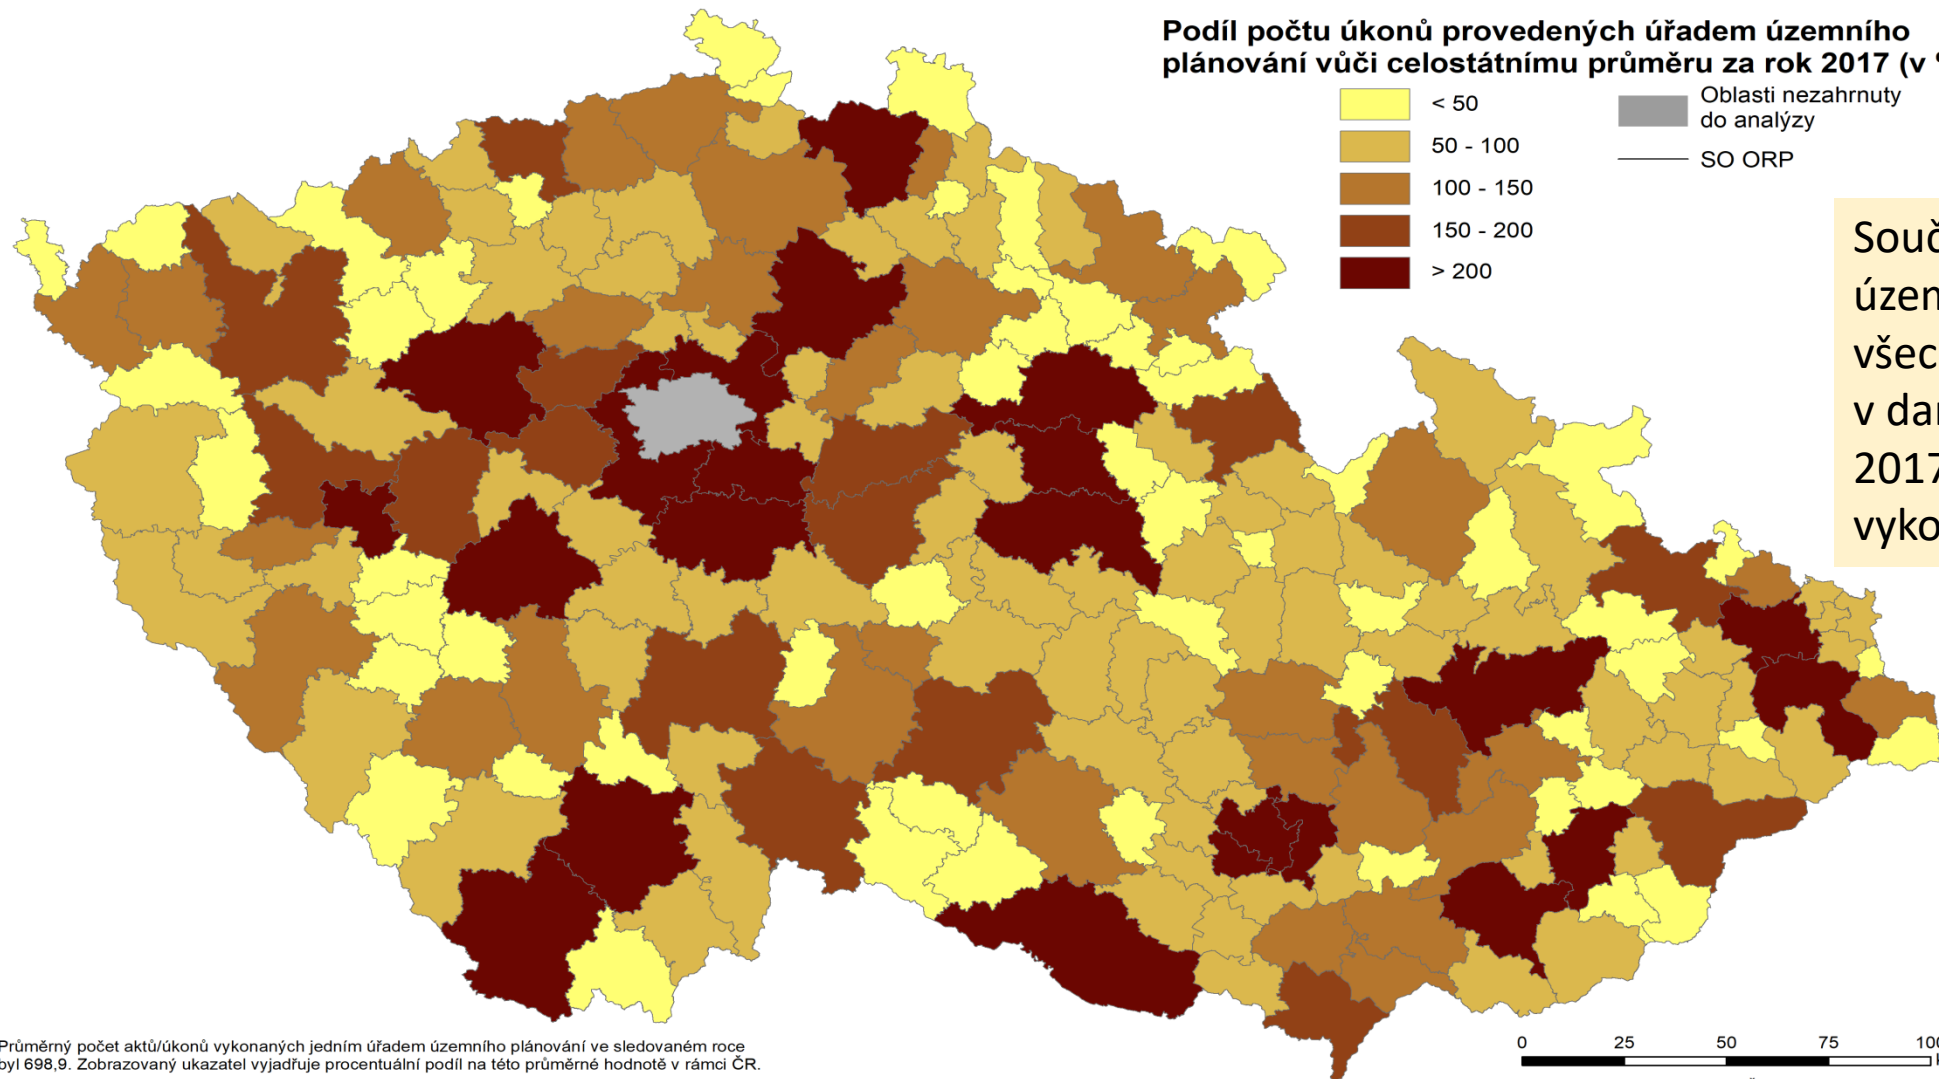 Podíl počtu úkonů provedených úřadem územního
plánování vůči celostátnímu průměru za rok 2017 (v
< 50
50 - 100
100 - 150
150 - 200
> 200
Oblasti nezahrnuty
do analýzy
SO ORP
Souč
územ
všec
v dar
2017
vyko
Průměrný počet aktů/úkonů vykonaných jedním úřadem územního plánování ve sledovaném roce
byl 698,9. Zobrazovaný ukazatel vyjadřuje procentuální podíl na této průměrné hodnotě v rámci ČR.
0 25 50 75 100